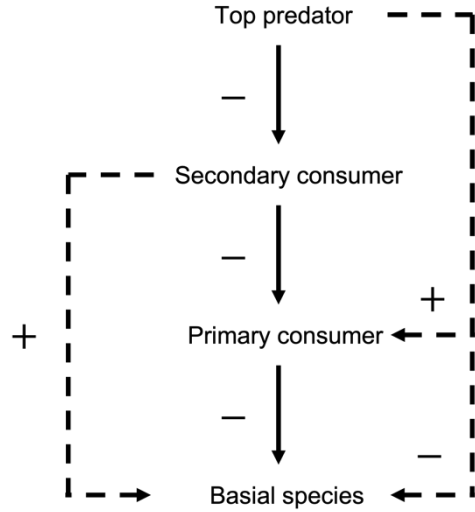 Top predator
−
Secondary consumer
−
+
+
Primary consumer
−
−
Basial species